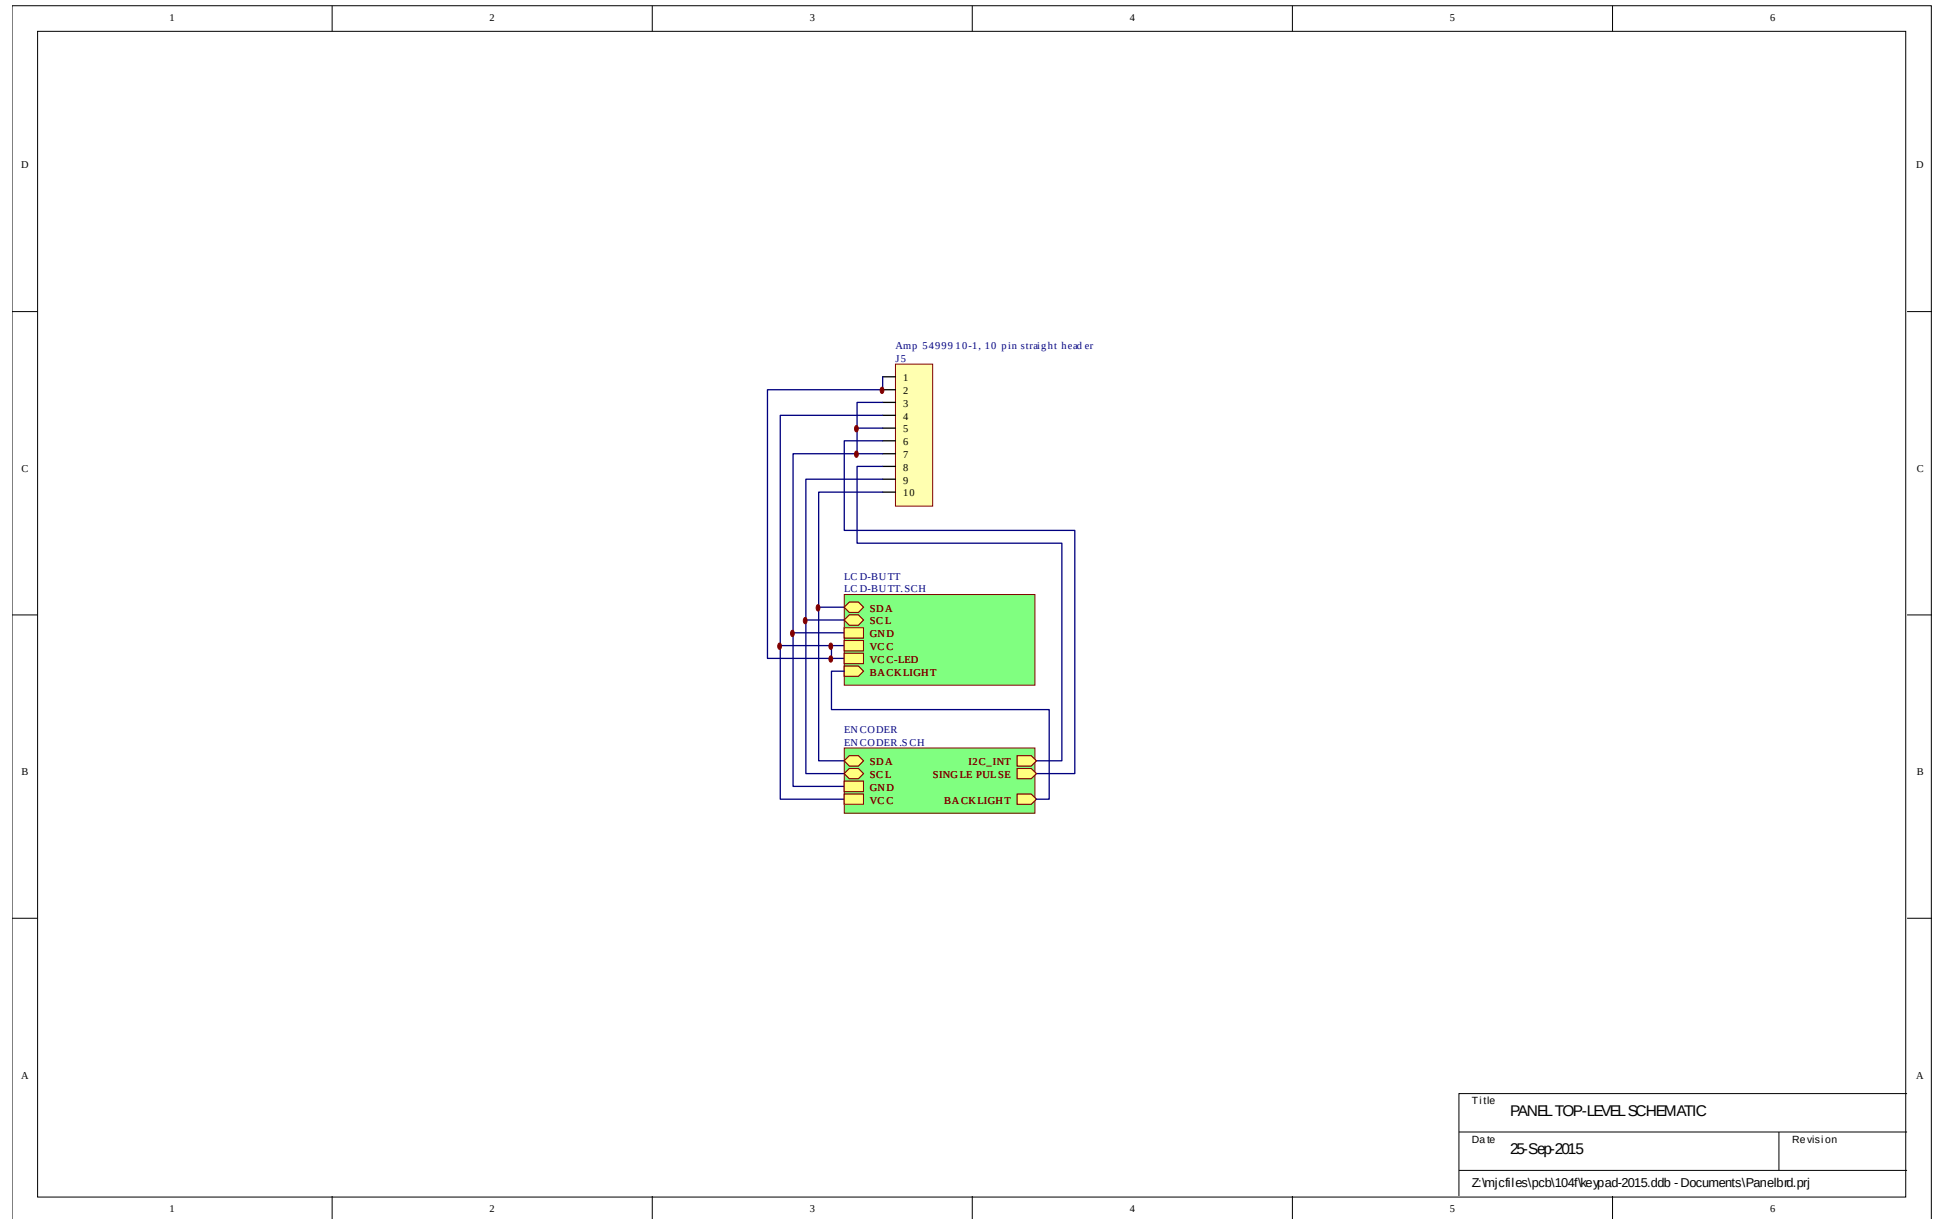 1 2 3 4 5 6
D D
Amp 5499910-1, 10 pin straight header
J5
1
2
3
4
5
6
7
8
9
10
C C
LCD-BUTT
LCD-BUTT.SCH
SDA
SCL
GND
VCC
VCC-LED
BACKLIGHT
ENCODER
ENCODER.SCH
SDA I2C_INT
SCL SINGLE PULSE
GND
VCC BACKLIGHT
B B
A A
Title PANEL TOP-LEVEL SCHEMATIC
Date 25-Sep-2015 Revision
Z:\mjcfiles\pcb\104f\keypad-2015.ddb - Documents\Panelbrd.prj
1 2 3 4 5 6